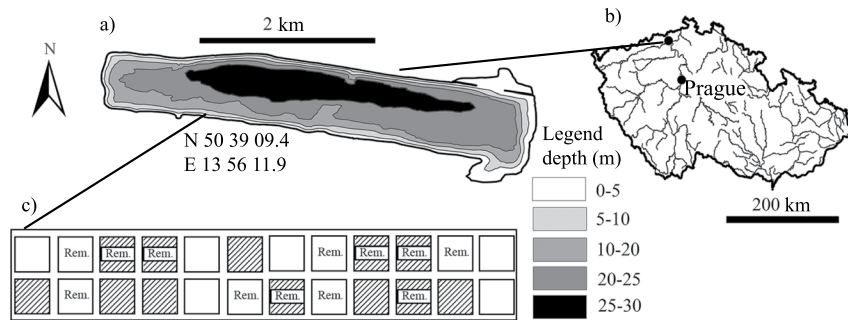 a)
2 km
b)
N
Prague
N 50 39 09.4
E 13 56 11.9
200 km
Legend
depth (m)
0-5
5-10
10-20
20-25
25-30
c)
Rem. Rem. Rem. Rem. Rem. Rem. Rem.
Rem. Rem. Rem. Rem. Rem.